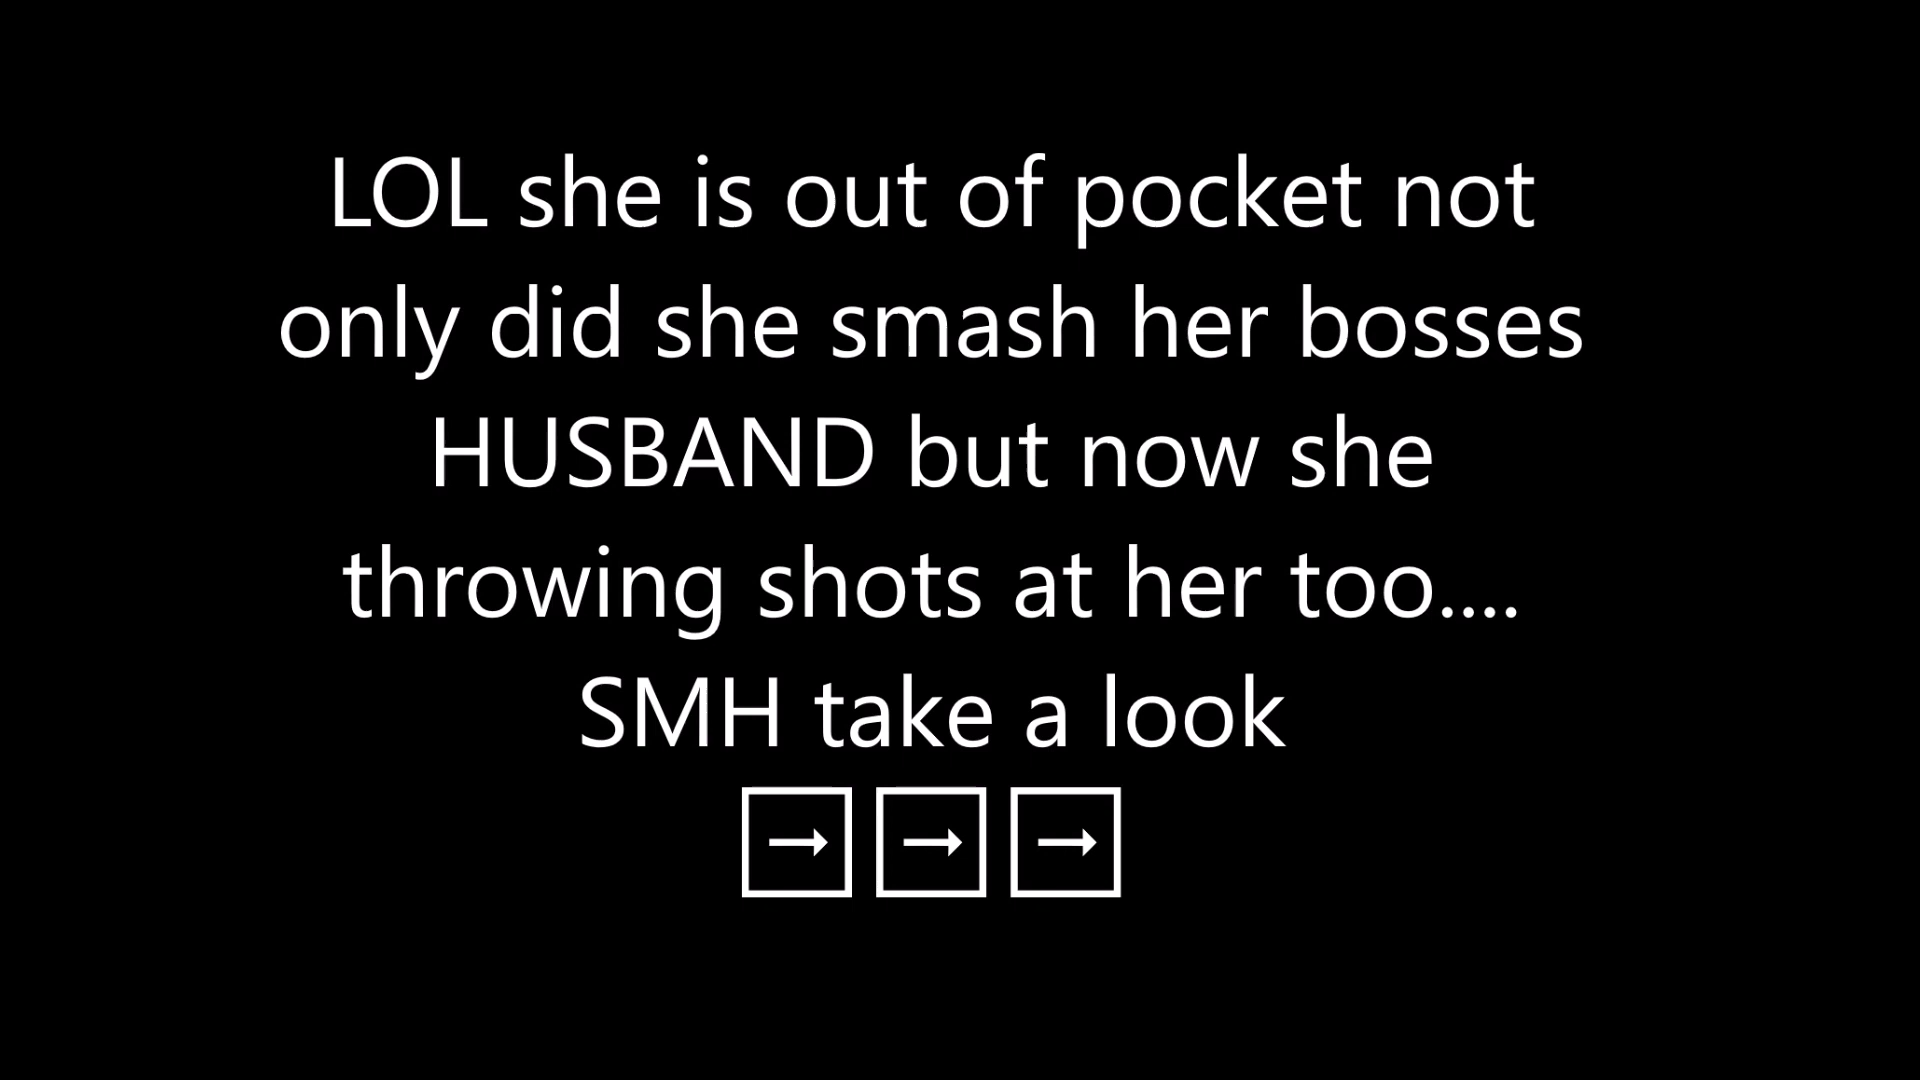 LOL she is out of pocket not
only did she smash her bosses
HUSBAND but now she
throwing shots at her too....
SMH take a look
➡➡➡